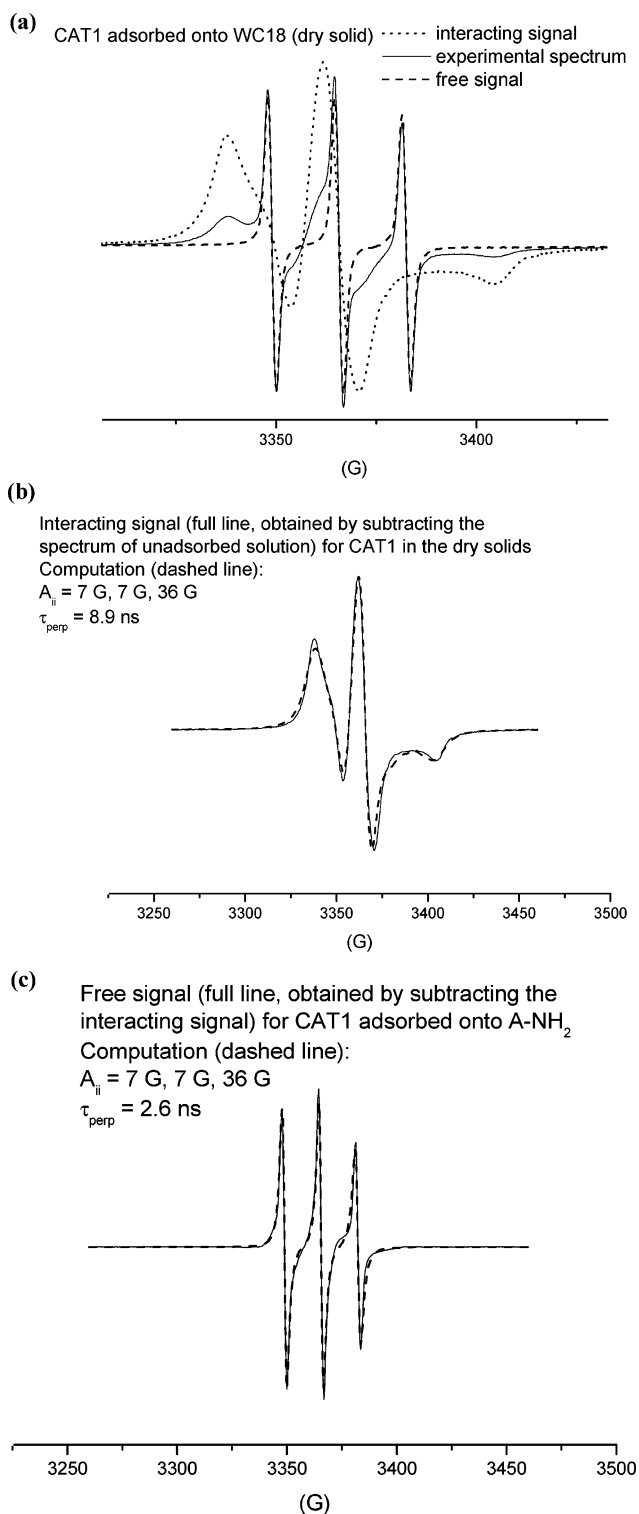 (a)
CAT1 adsorbed onto WC18 (dry solid)
interacting signal
experimental spectrum
free signal
3350 3400
(G)
(b)
Interacting signal (full line, obtained by subtracting the
spectrum of unadsorbed solution) for CAT1 in the dry solids
Computation (dashed line):
A_ii = 7 G, 7 G, 36 G
τ_perp = 8.9 ns
3250 3300 3350 3400 3450 3500
(G)
(c)
Free signal (full line, obtained by subtracting the
interacting signal) for CAT1 adsorbed onto A-NH₂
Computation (dashed line):
A_ii = 7 G, 7 G, 36 G
τ_perp = 2.6 ns
3250 3300 3350 3400 3450 3500
(G)